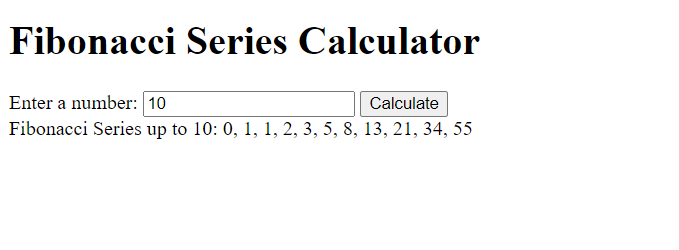 Fibonacci Series Calculator
Enter a number: 10 Calculate
Fibonacci Series up to 10: 0, 1, 1, 2, 3, 5, 8, 13, 21, 34, 55